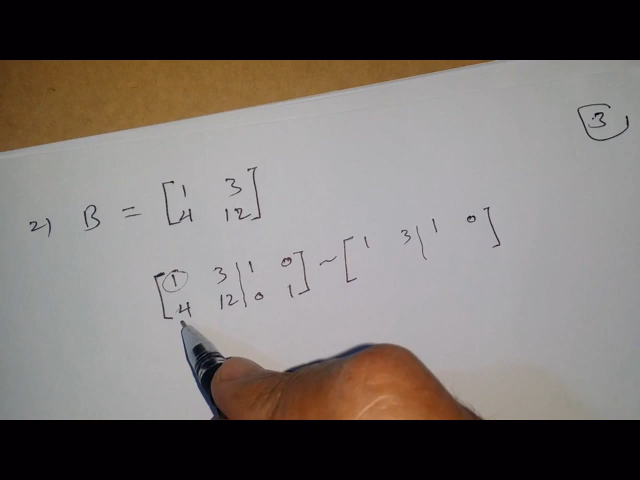 3
2) B = [1 3
4 12]
[1 3 | 1 0
4 12 | 0 1] ~ [1 3 | 1 0]